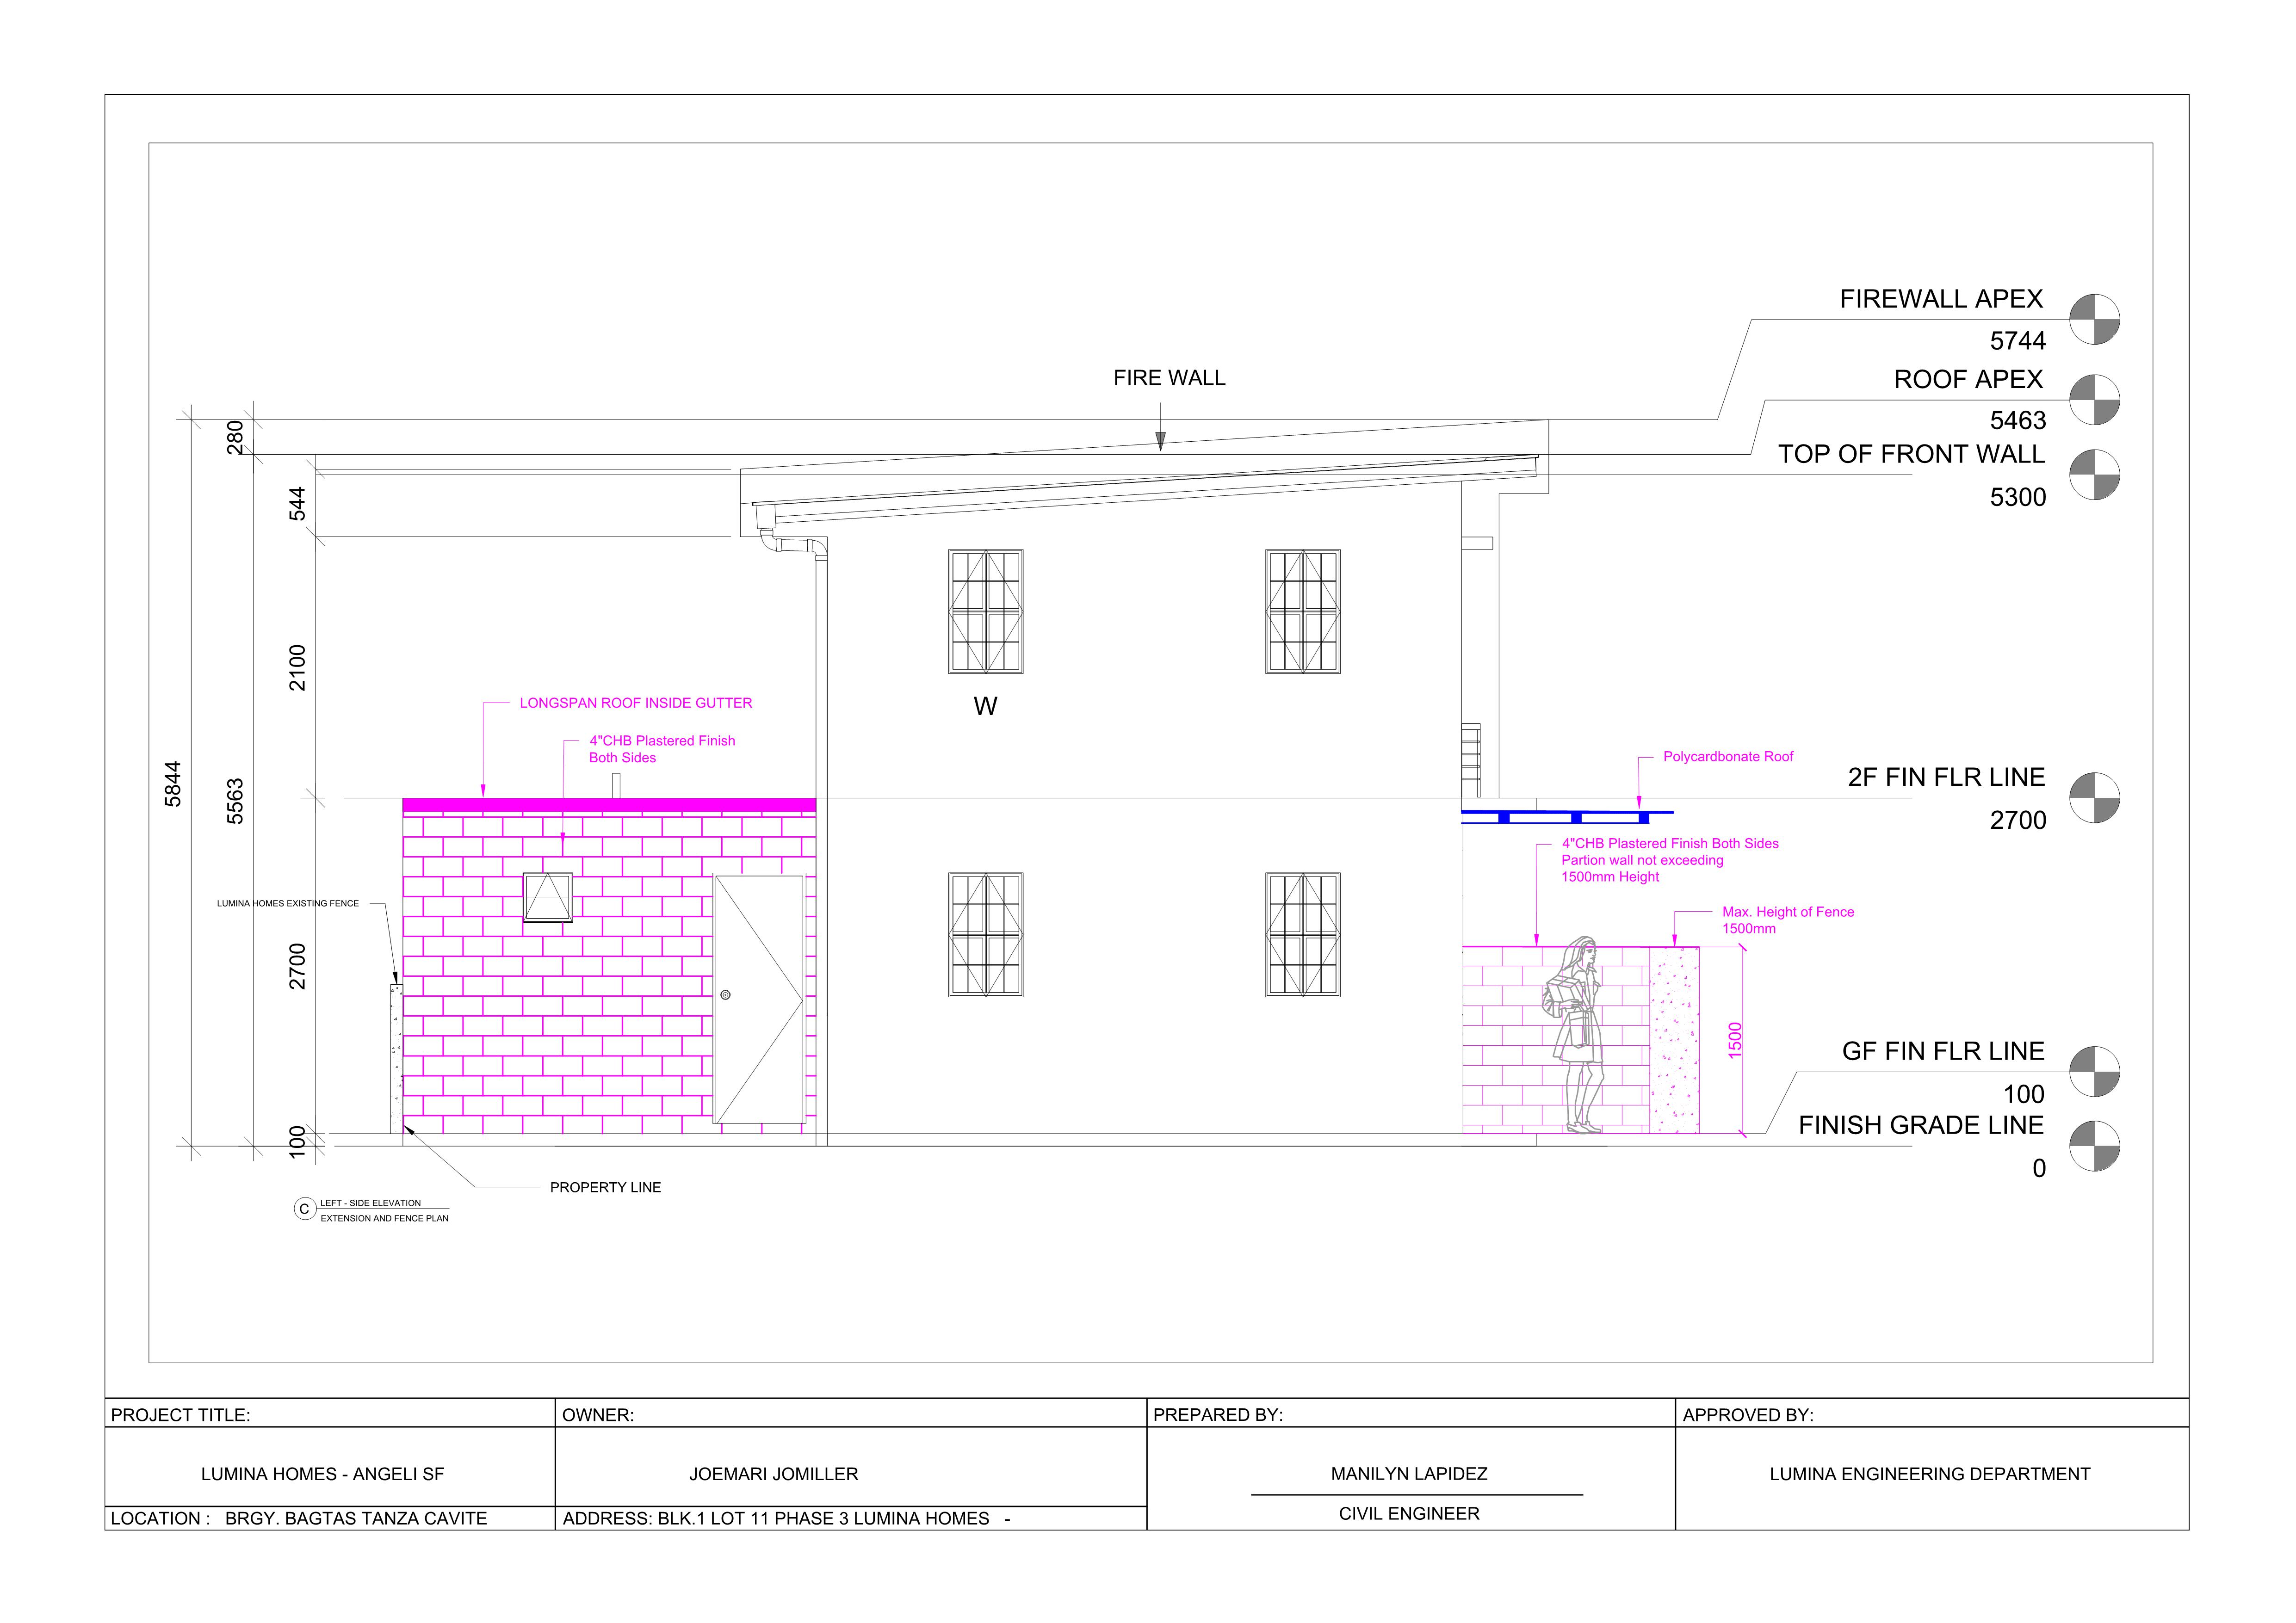 FIREWALL APEX
5744
ROOF APEX
5463
TOP OF FRONT WALL
5300
FIRE WALL
280
544
2100
5844
5563
2700
100
LONGSPAN ROOF INSIDE GUTTER
4"CHB Plastered Finish
Both Sides
W
Polycardbonate Roof
2F FIN FLR LINE
2700
4"CHB Plastered Finish Both Sides
Partion wall not exceeding
1500mm Height
LUMINA HOMES EXISTING FENCE
Max. Height of Fence
1500mm
1500
GF FIN FLR LINE
100
FINISH GRADE LINE
0
PROPERTY LINE
C
LEFT - SIDE ELEVATION
EXTENSION AND FENCE PLAN
PROJECT TITLE:
LUMINA HOMES - ANGELI SF
LOCATION : BRGY. BAGTAS TANZA CAVITE
OWNER:
JOEMARI JOMILLER
ADDRESS: BLK.1 LOT 11 PHASE 3 LUMINA HOMES -
PREPARED BY:
MANILYN LAPIDEZ
CIVIL ENGINEER
APPROVED BY:
LUMINA ENGINEERING DEPARTMENT